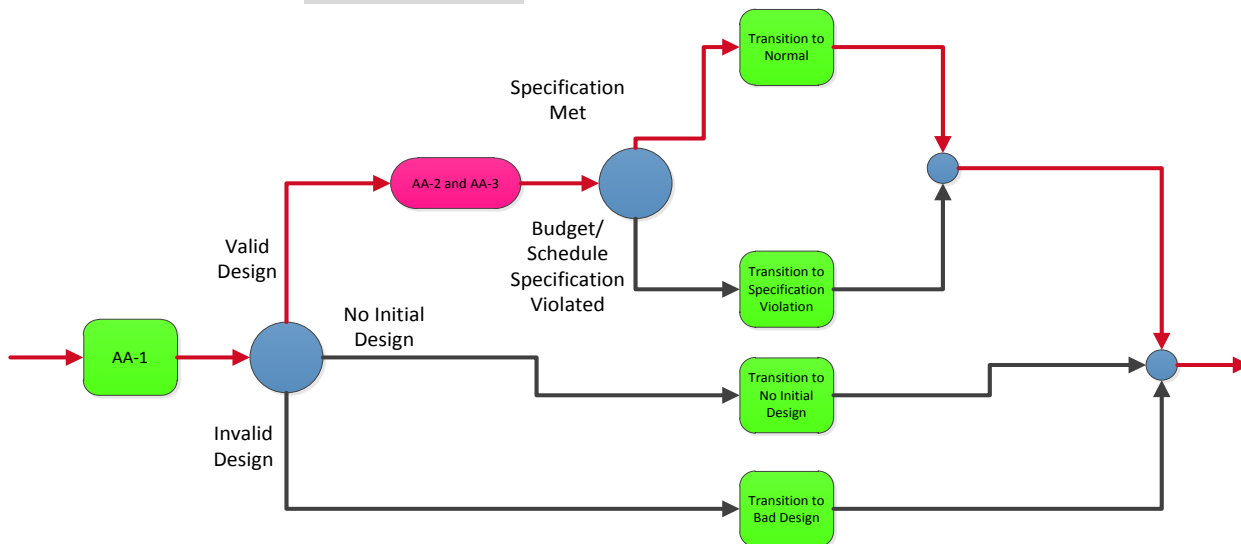 Transition to
Normal
Specification
Met
AA-2 and AA-3
Budget/
Schedule
Specification
Violated
Valid
Design
Transition to
Specification
Violation
No Initial
Design
AA-1
Transition to
No Initial
Design
Invalid
Design
Transition to
Bad Design